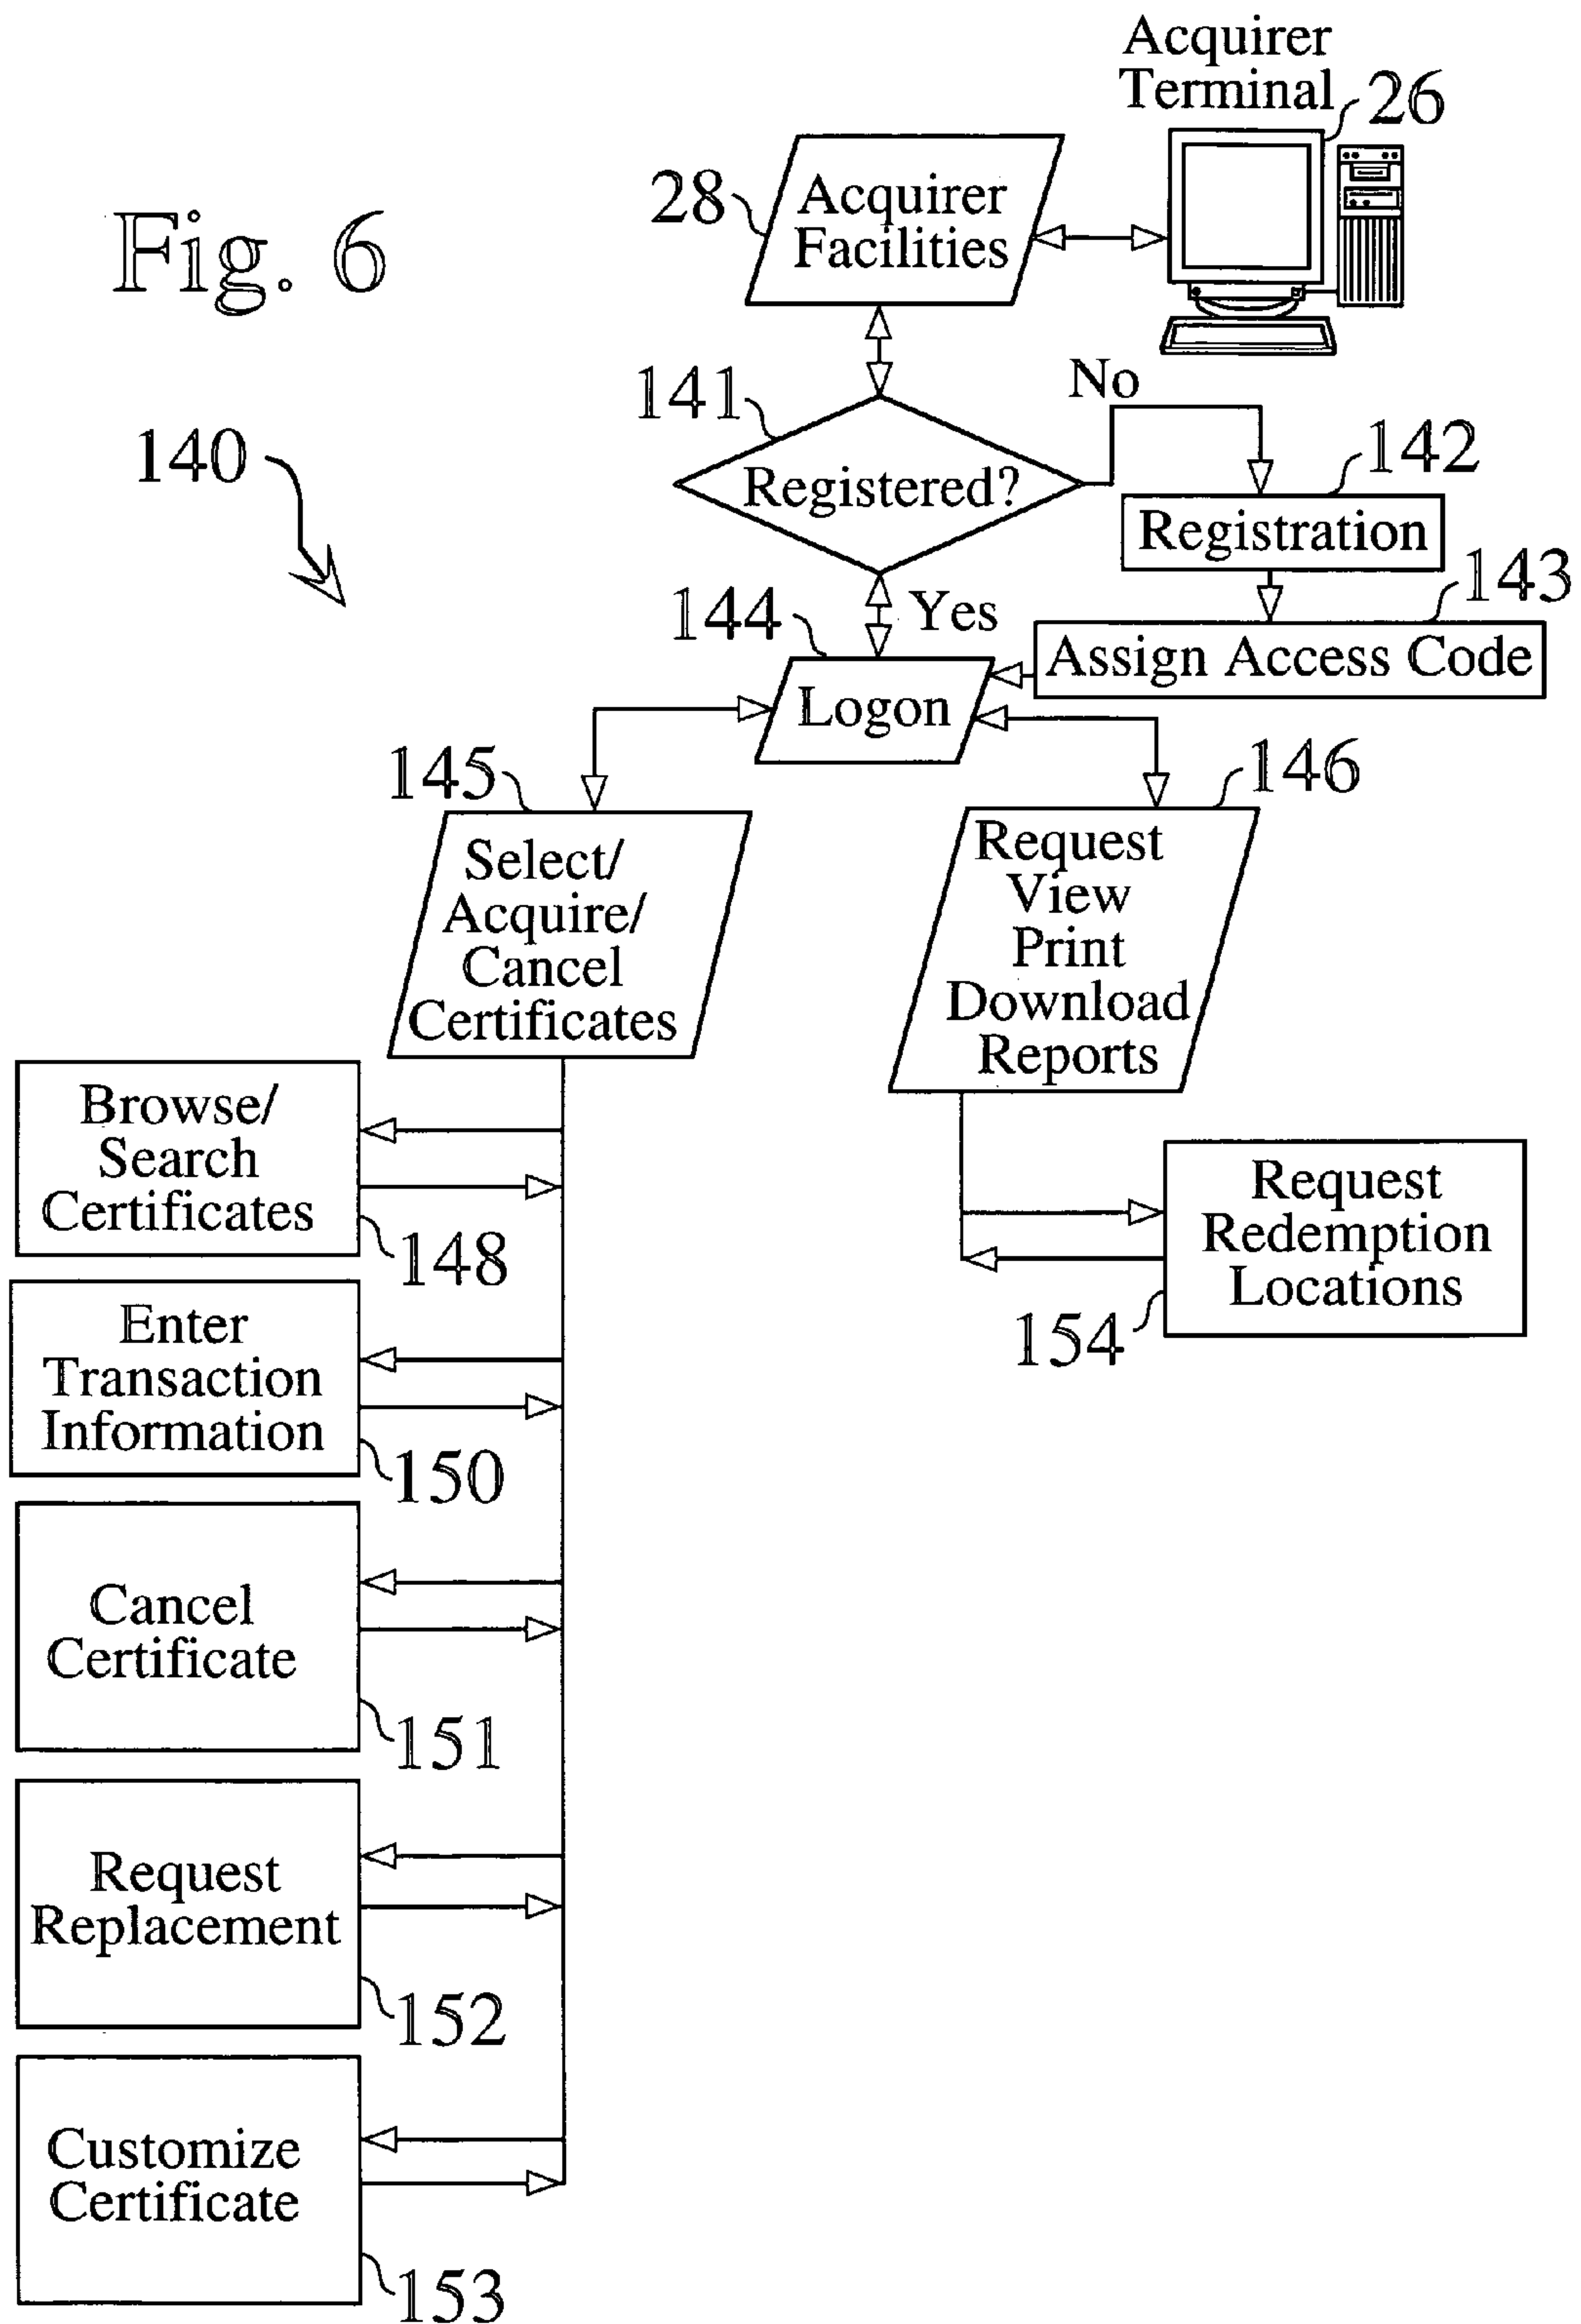 Fig. 6
Acquirer
Terminal
26
28
Acquirer
Facilities
140
141
Registered?
No
142
Registration
143
Assign Access Code
Yes
144
Logon
145
Select/
Acquire/
Cancel
Certificates
146
Request
View
Print
Download
Reports
Browse/
Search
Certificates
148
Request
Redemption
Locations
154
Enter
Transaction
Information
150
Cancel
Certificate
151
Request
Replacement
152
Customize
Certificate
153